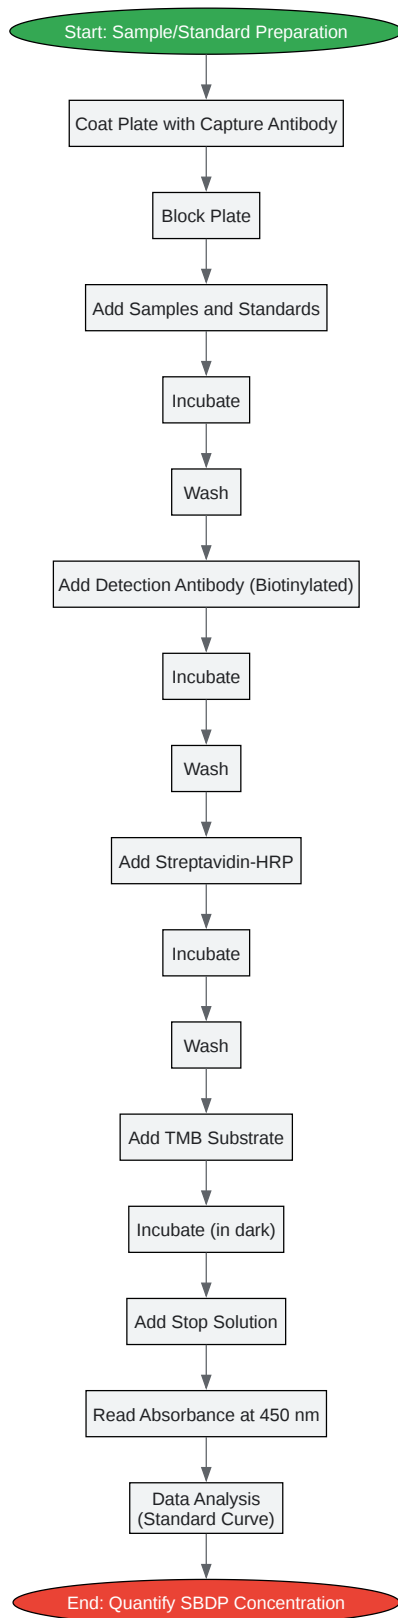 Start: Sample/Standard Preparation
Coat Plate with Capture Antibody
Block Plate
Add Samples and Standards
Incubate
Wash
Add Detection Antibody (Biotinylated)
Incubate
Wash
Add Streptavidin-HRP
Incubate
Wash
Add TMB Substrate
Incubate (in dark)
Add Stop Solution
Read Absorbance at 450 nm
Data Analysis
(Standard Curve)
End: Quantify SBDP Concentration